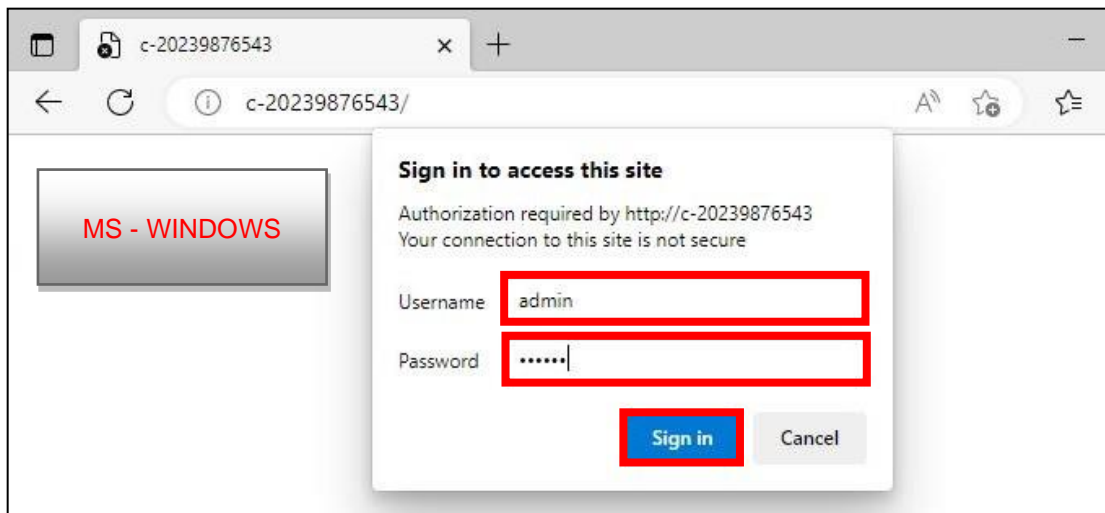 c-20239876543
c-20239876543/
MS - WINDOWS
Sign in to access this site
Authorization required by http://c-20239876543
Your connection to this site is not secure
Username admin
Password ••••••
Sign in Cancel